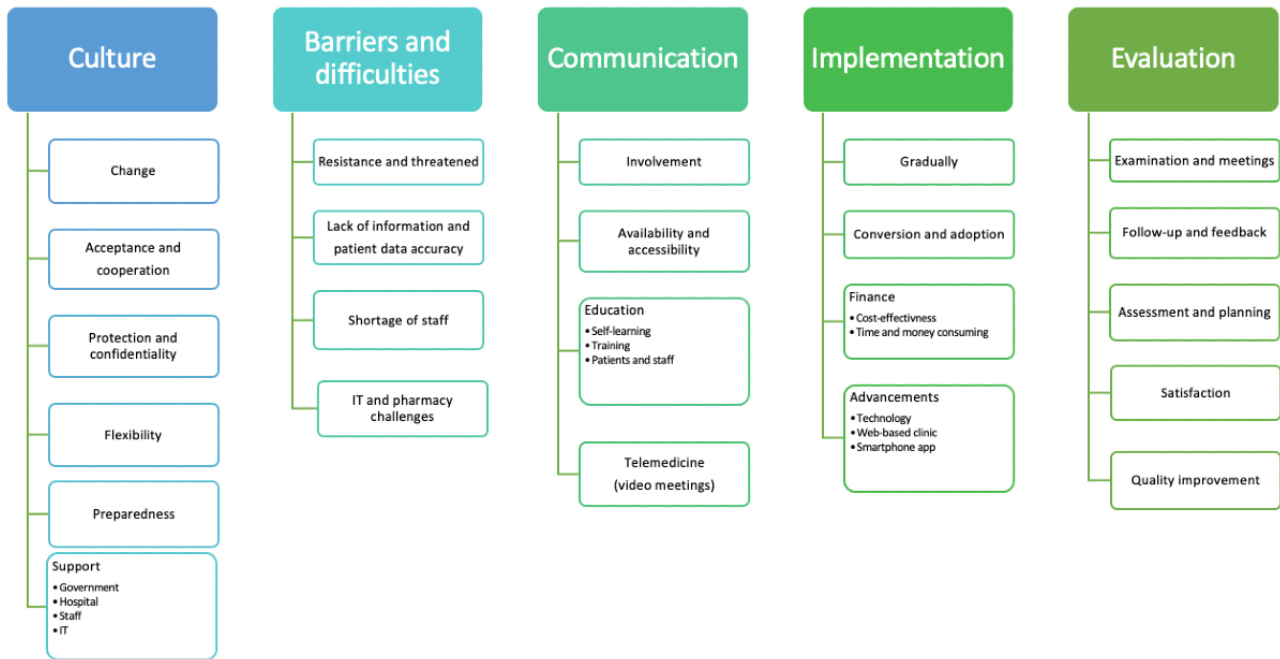 Culture
Change
Acceptance and
cooperation
Protection and
confidentiality
Flexibility
Preparedness
Support
• Government
• Hospital
• Staff
• IT
Barriers and
difficulties
Resistance and threatened
Lack of information and
patient data accuracy
Shortage of staff
IT and pharmacy
challenges
Communication
Involvement
Availability and
accessibility
Education
• Self-learning
• Training
• Patients and staff
Telemedicine
(video meetings)
Implementation
Gradually
Conversion and adoption
Finance
• Cost-effectivness
• Time and money consuming
Advancements
• Technology
• Web-based clinic
• Smartphone app
Evaluation
Examination and meetings
Follow-up and feedback
Assessment and planning
Satisfaction
Quality improvement